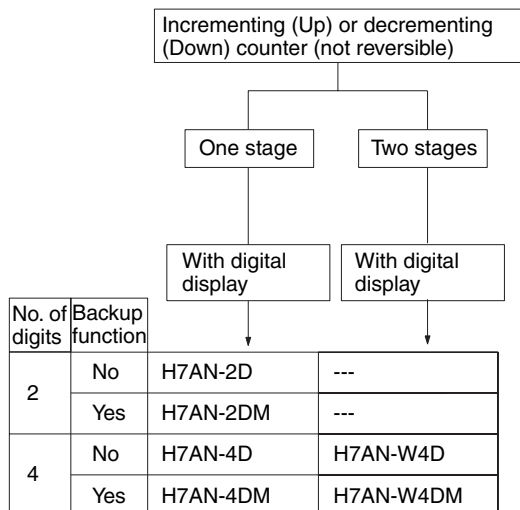 Incrementing (Up) or decrementing
(Down) counter (not reversible)
One stage
Two stages
With digital
display
With digital
display
No. of
digits
Backup
function
2
No
H7AN-2D
---
Yes
H7AN-2DM
---
4
No
H7AN-4D
H7AN-W4D
Yes
H7AN-4DM
H7AN-W4DM